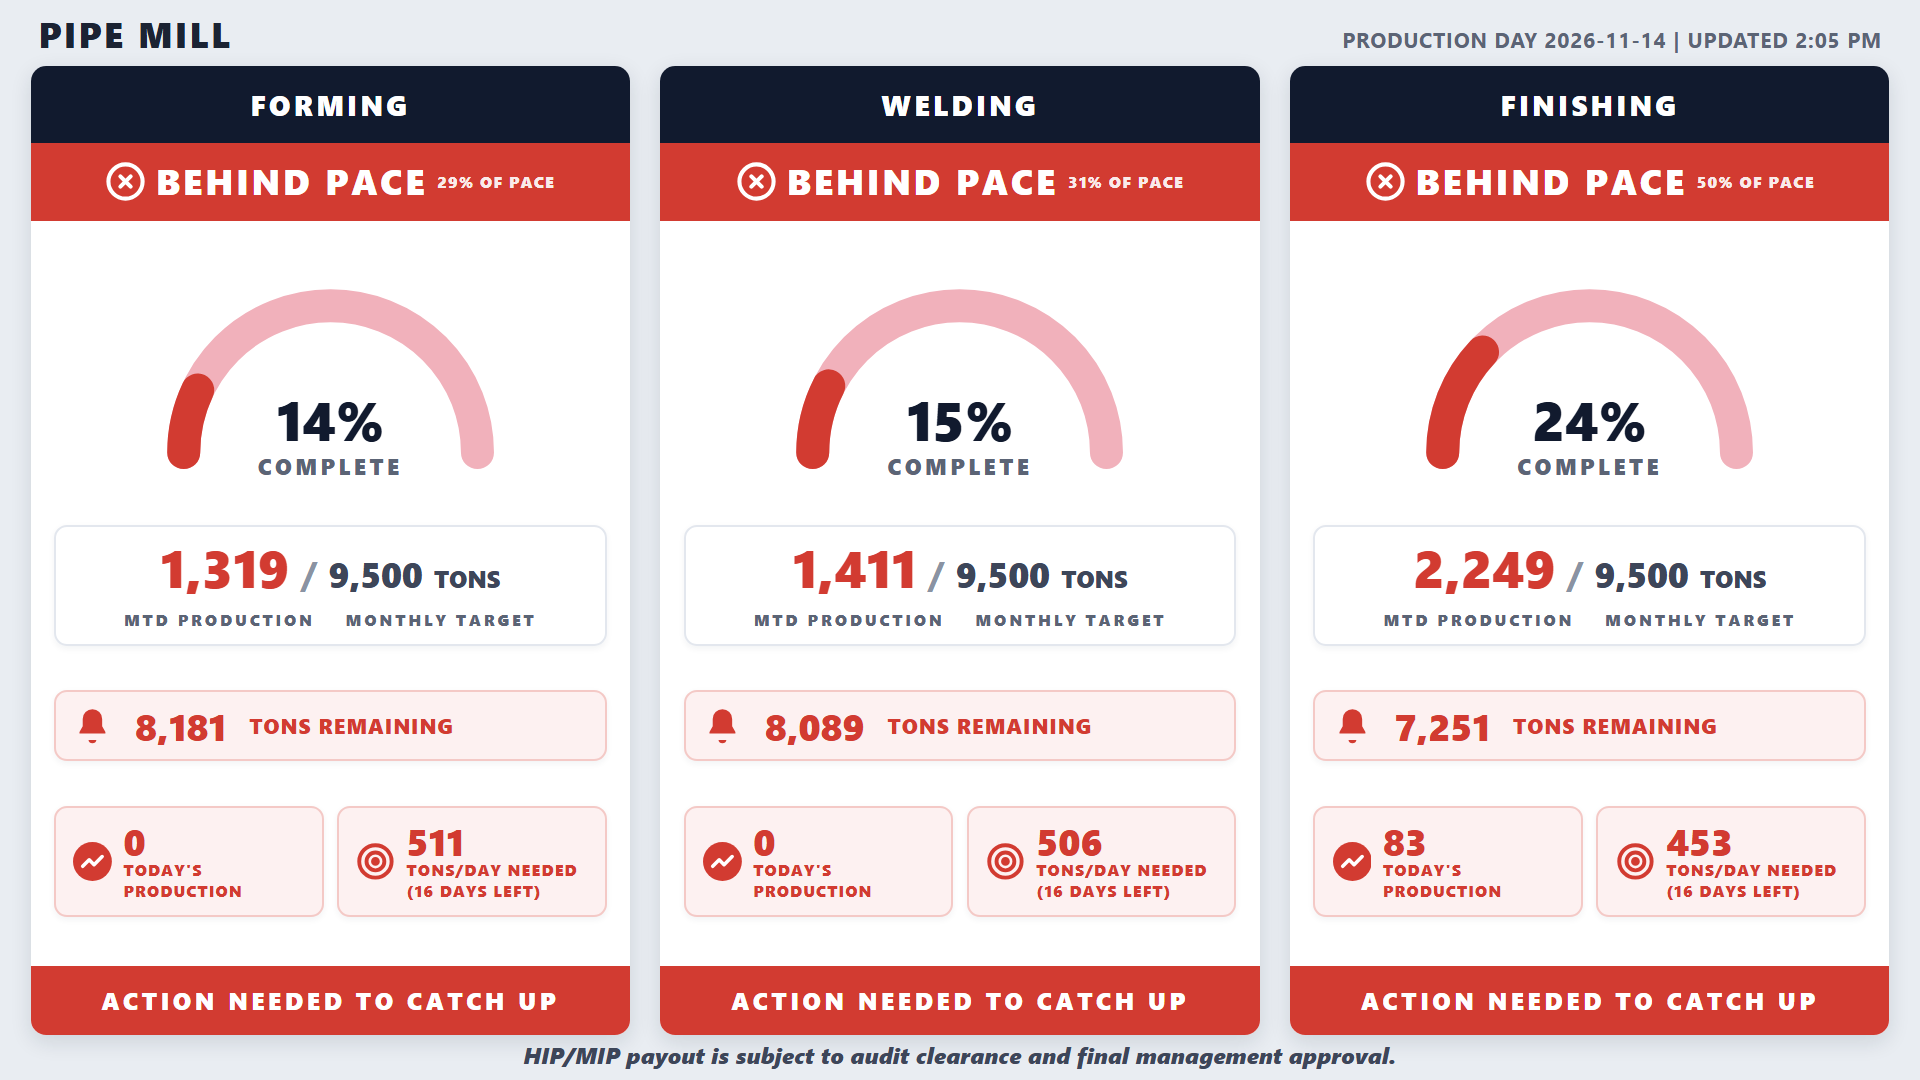 PIPE MILL
PRODUCTION DAY 2026-11-14 | UPDATED 2:05 PM
FORMING
BEHIND PACE 29% OF PACE
14%
COMPLETE
1,319 / 9,500 TONS
MTD PRODUCTION MONTHLY TARGET
8,181 TONS REMAINING
0
TODAY'S
PRODUCTION
511
TONS/DAY NEEDED
(16 DAYS LEFT)
ACTION NEEDED TO CATCH UP
WELDING
BEHIND PACE 31% OF PACE
15%
COMPLETE
1,411 / 9,500 TONS
MTD PRODUCTION MONTHLY TARGET
8,089 TONS REMAINING
0
TODAY'S
PRODUCTION
506
TONS/DAY NEEDED
(16 DAYS LEFT)
ACTION NEEDED TO CATCH UP
FINISHING
BEHIND PACE 50% OF PACE
24%
COMPLETE
2,249 / 9,500 TONS
MTD PRODUCTION MONTHLY TARGET
7,251 TONS REMAINING
83
TODAY'S
PRODUCTION
453
TONS/DAY NEEDED
(16 DAYS LEFT)
ACTION NEEDED TO CATCH UP
HIP/MIP payout is subject to audit clearance and final management approval.